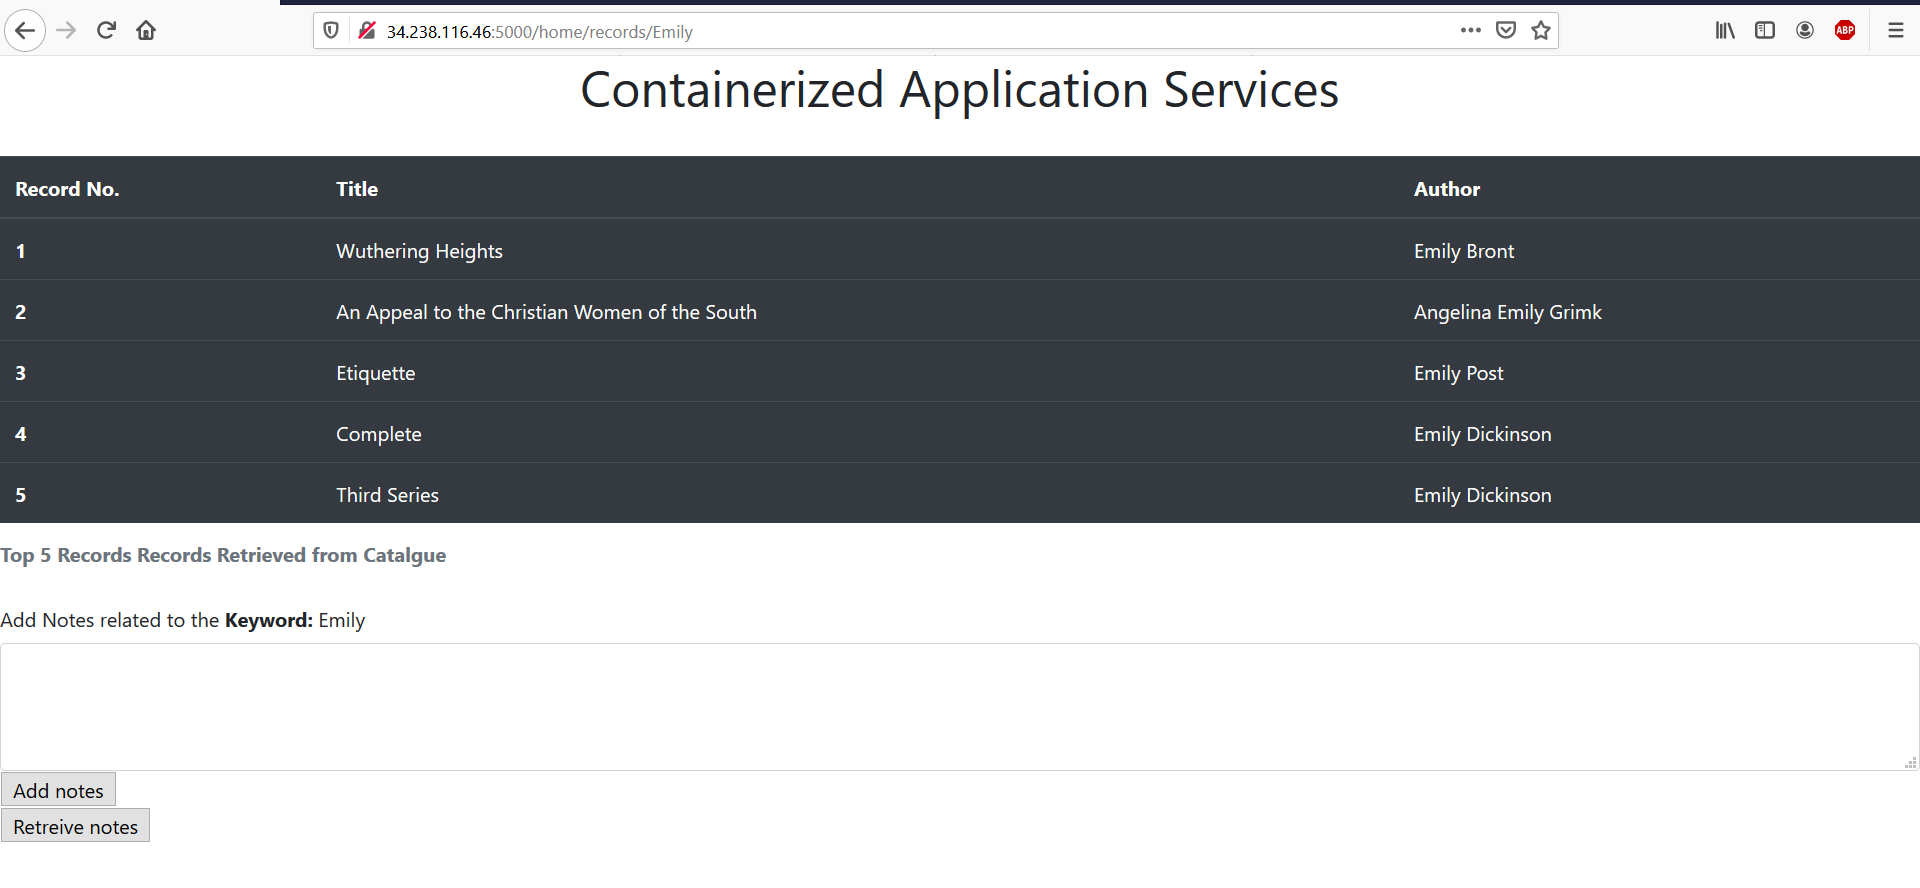 34.238.116.46:5000/home/records/Emily
ABP
Containerized Application Services
Record No. Title Author
1 Wuthering Heights Emily Bront
2 An Appeal to the Christian Women of the South Angelina Emily Grimk
3 Etiquette Emily Post
4 Complete Emily Dickinson
5 Third Series Emily Dickinson
Top 5 Records Records Retrieved from Catalgue
Add Notes related to the Keyword: Emily
Add notes
Retreive notes